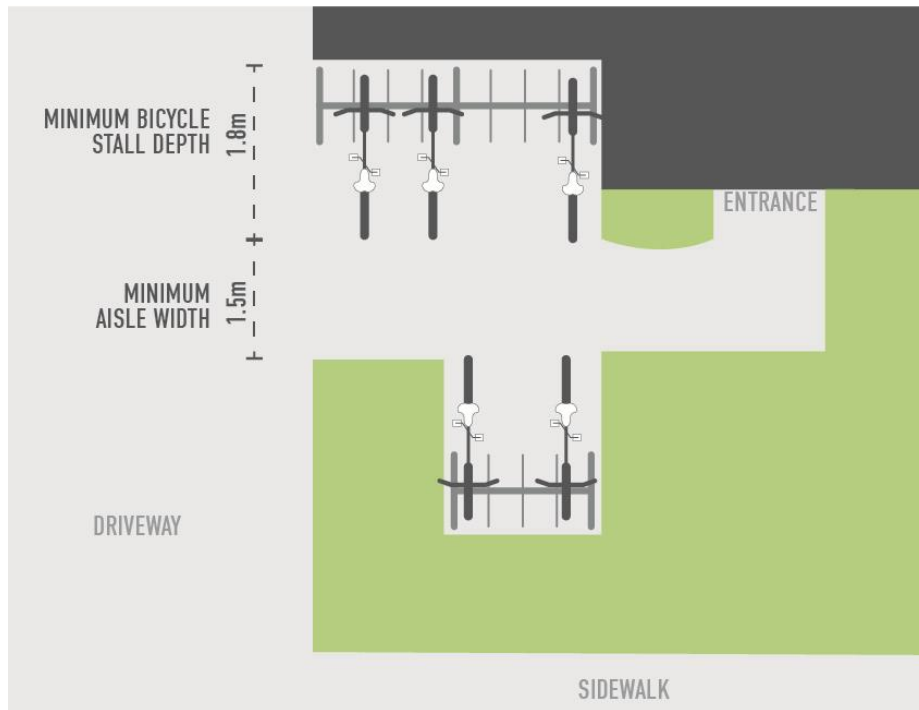 MINIMUM BICYCLE
STALL DEPTH
1.8m
ENTRANCE
MINIMUM
AISLE WIDTH
1.5m
DRIVEWAY
SIDEWALK